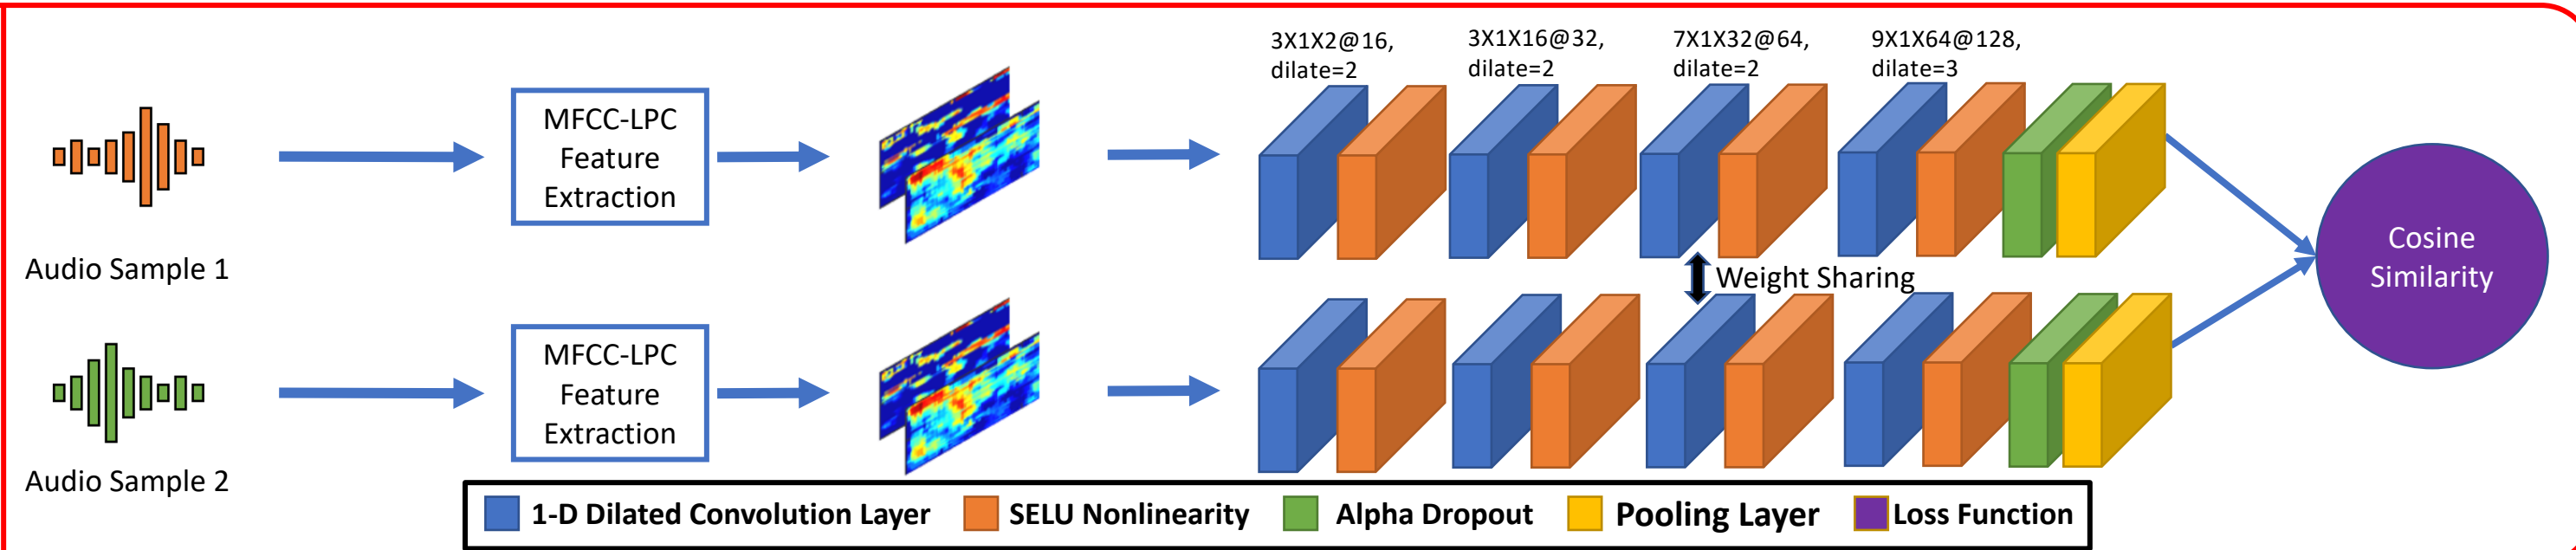 3X1X2@16,
dilate=2
3X1X16@32,
dilate=2
7X1X32@64,
dilate=2
9X1X64@128,
dilate=3
MFCC-LPC
Feature
Extraction
Audio Sample 1
Cosine
Similarity
Weight Sharing
MFCC-LPC
Feature
Extraction
Audio Sample 2
1-D Dilated Convolution Layer
SELU Nonlinearity
Alpha Dropout
Pooling Layer
Loss Function